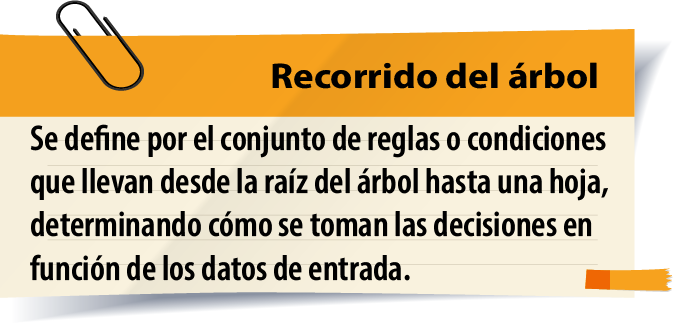 Recorrido del árbol
Se define por el conjunto de reglas o condiciones
que llevan desde la raíz del árbol hasta una hoja,
determinando cómo se toman las decisiones en
función de los datos de entrada.